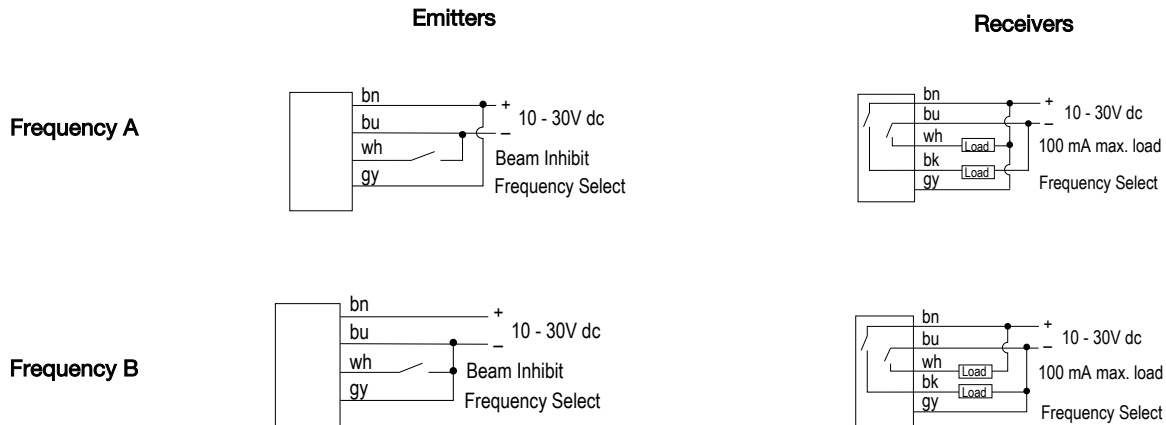 Emitters
Receivers
Frequency A
bn
+
10 - 30V dc
bu
–
wh
Beam Inhibit
gy
Frequency Select
bn
+
10 - 30V dc
bu
–
wh
Load
100 mA max. load
bk
Load
gy
Frequency Select
Frequency B
bn
+
10 - 30V dc
bu
–
wh
Beam Inhibit
gy
Frequency Select
bn
+
10 - 30V dc
bu
–
wh
Load
100 mA max. load
bk
Load
gy
Frequency Select